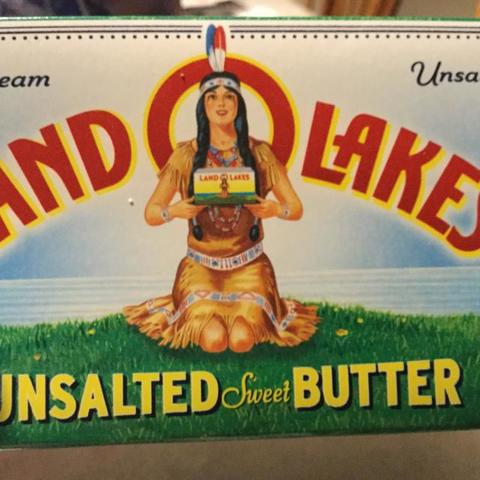 eam
Unsa
AND O LAKES
LAND O LAKES
UNSALTED Sweet BUTTER